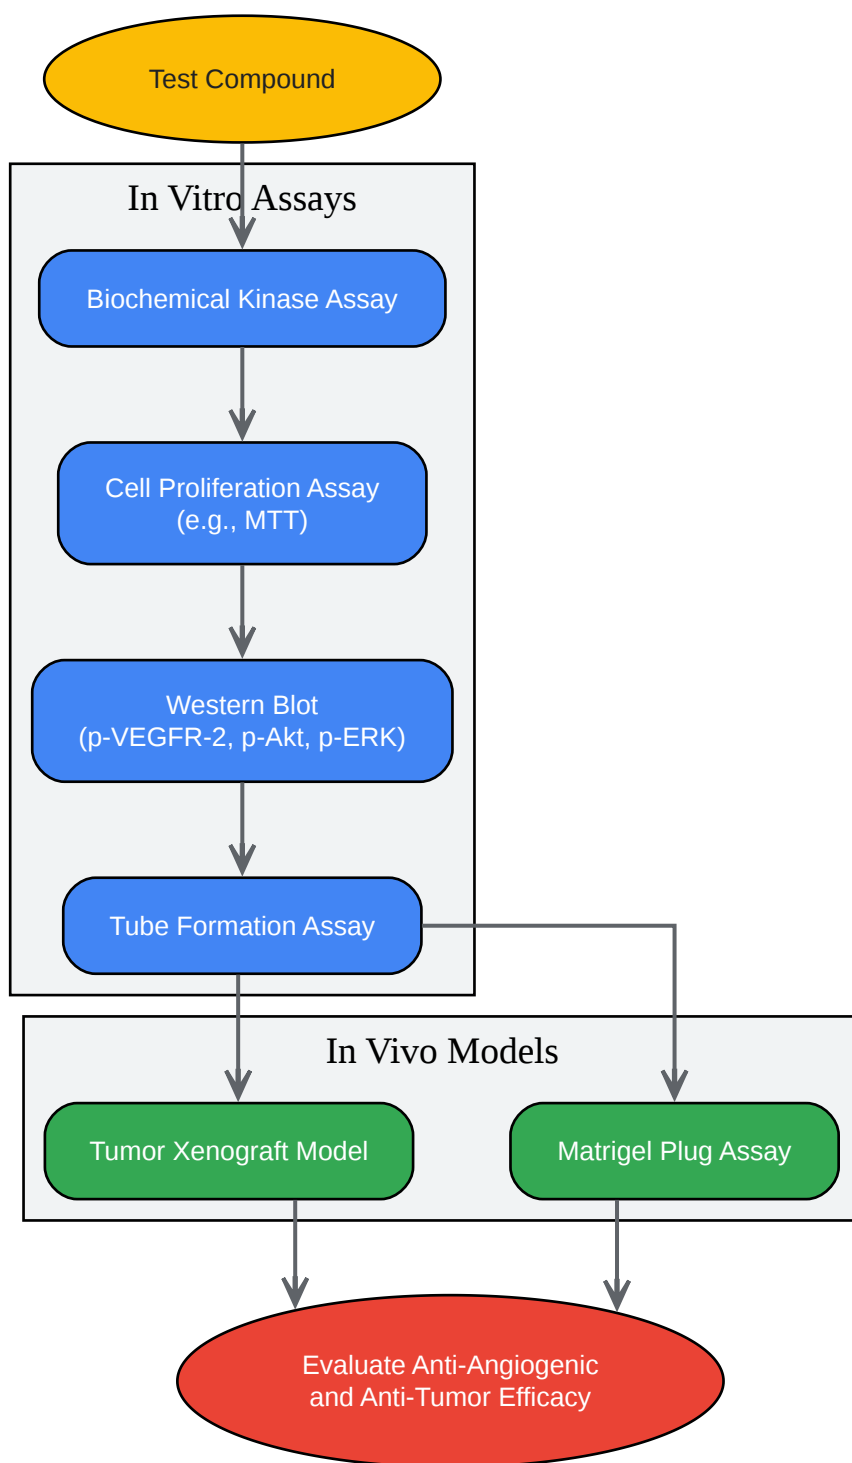 Test Compound
In Vitro Assays
Biochemical Kinase Assay
Cell Proliferation Assay
(e.g., MTT)
Western Blot
(p-VEGFR-2, p-Akt, p-ERK)
Tube Formation Assay
In Vivo Models
Tumor Xenograft Model
Matrigel Plug Assay
Evaluate Anti-Angiogenic
and Anti-Tumor Efficacy